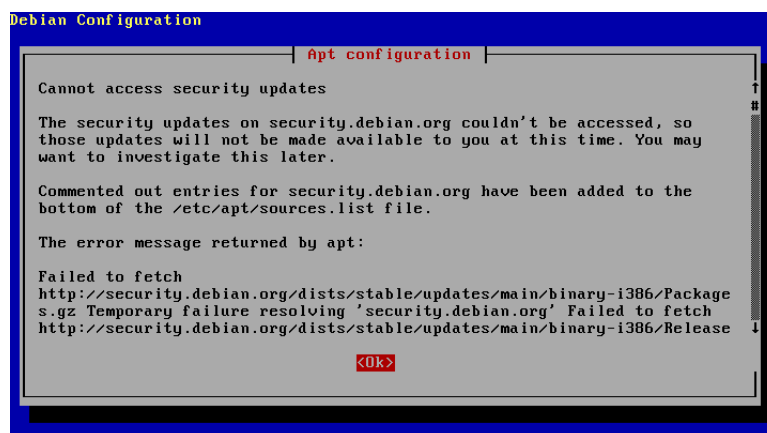 Debian Configuration
Apt configuration
Cannot access security updates
The security updates on security.debian.org couldn't be accessed, so
those updates will not be made available to you at this time. You may
want to investigate this later.
Commented out entries for security.debian.org have been added to the
bottom of the /etc/apt/sources.list file.
The error message returned by apt:
Failed to fetch
http://security.debian.org/dists/stable/updates/main/binary-i386/Package
s.gz Temporary failure resolving 'security.debian.org' Failed to fetch
http://security.debian.org/dists/stable/updates/main/binary-i386/Release
<Ok>